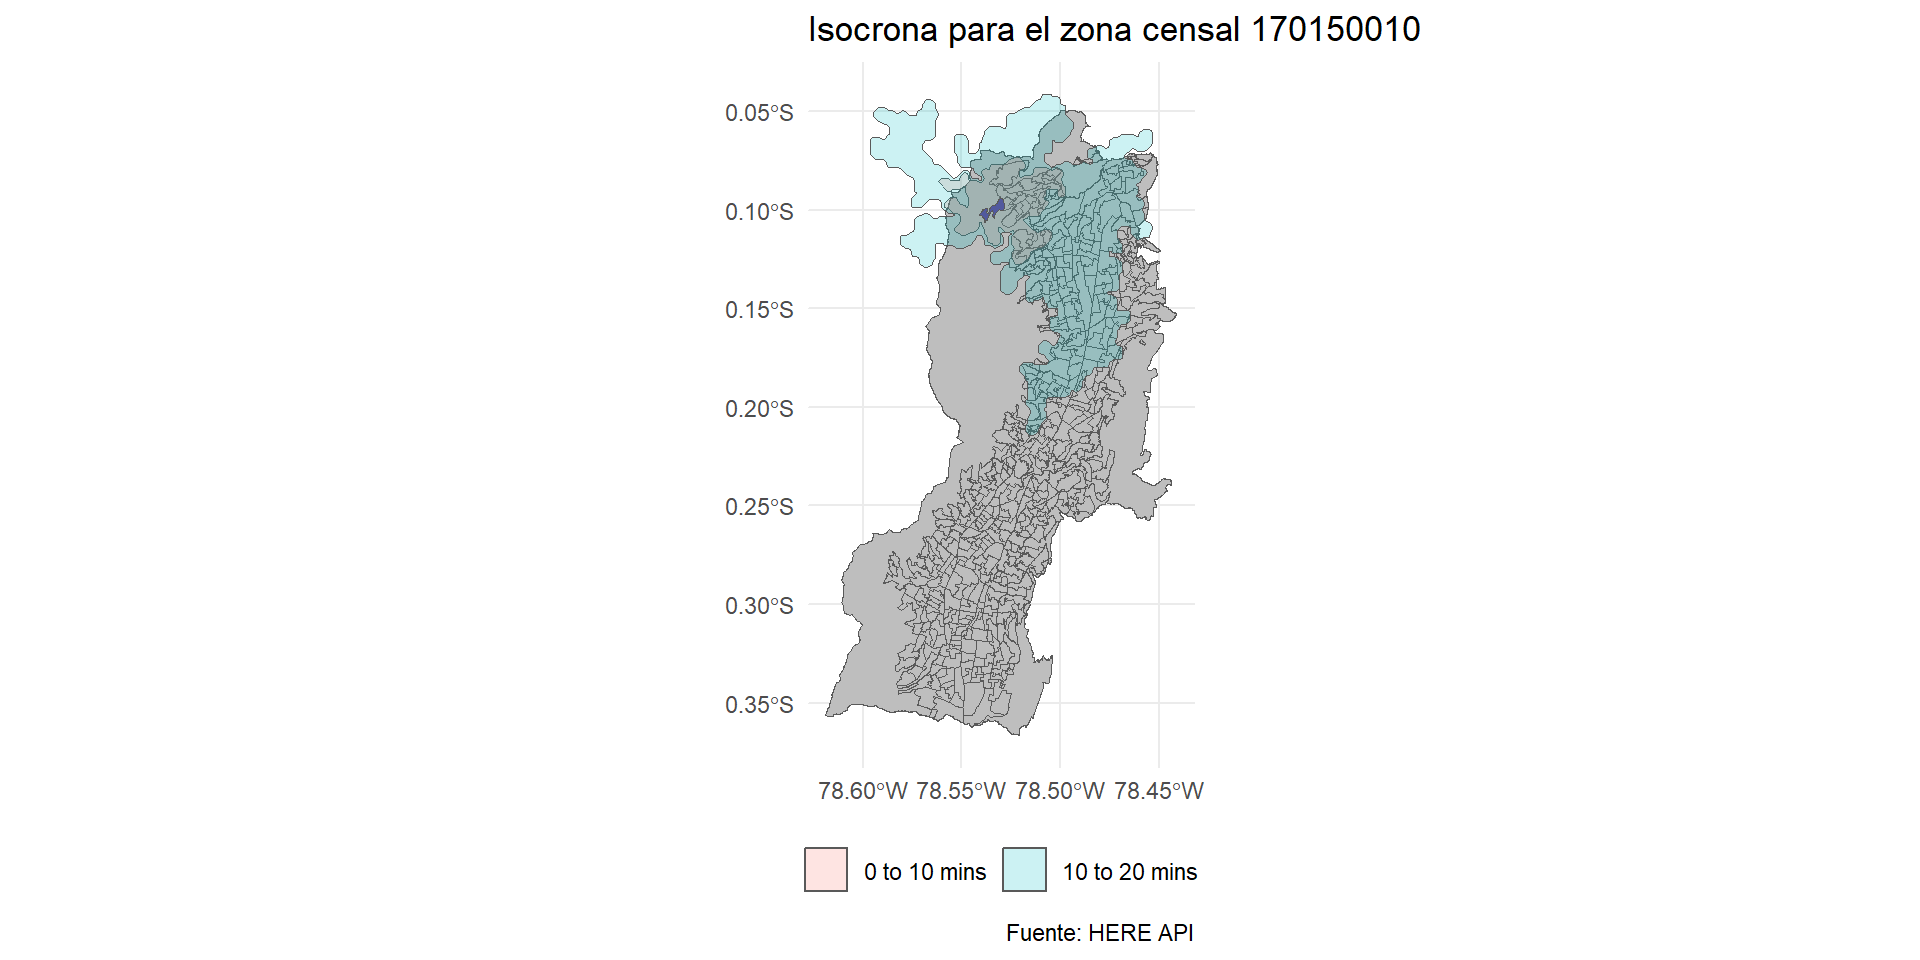 Isocrona para el zona censal 170150010
0.05°S
0.10°S
0.15°S
0.20°S
0.25°S
0.30°S
0.35°S
78.60°W 78.55°W 78.50°W 78.45°W
0 to 10 mins 10 to 20 mins
Fuente: HERE API